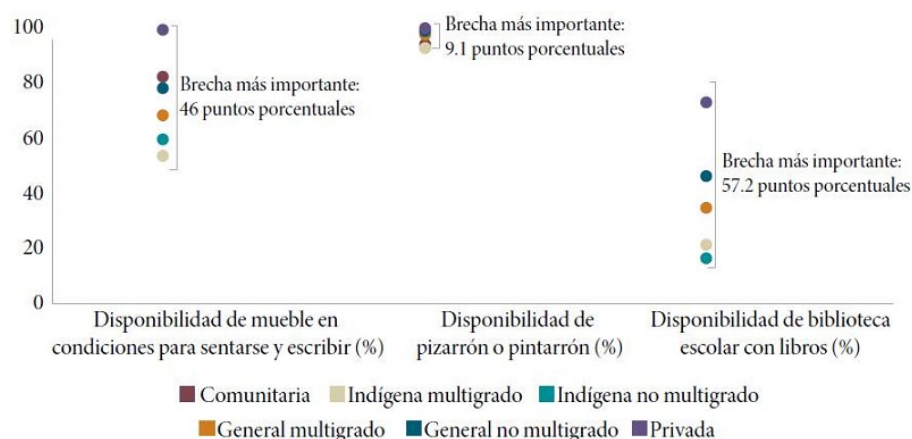 100
80
60
40
20
0
Brecha más importante:
46 puntos porcentuales
Brecha más importante:
9.1 puntos porcentuales
Brecha más importante:
57.2 puntos porcentuales
Disponibilidad de mueble en
condiciones para sentarse y escribir (%)
Disponibilidad de
pizarrón o pintarrón (%)
Disponibilidad de biblioteca
escolar con libros (%)
Comunitaria Indígena multigrado Indígena no multigrado
General multigrado General no multigrado Privada